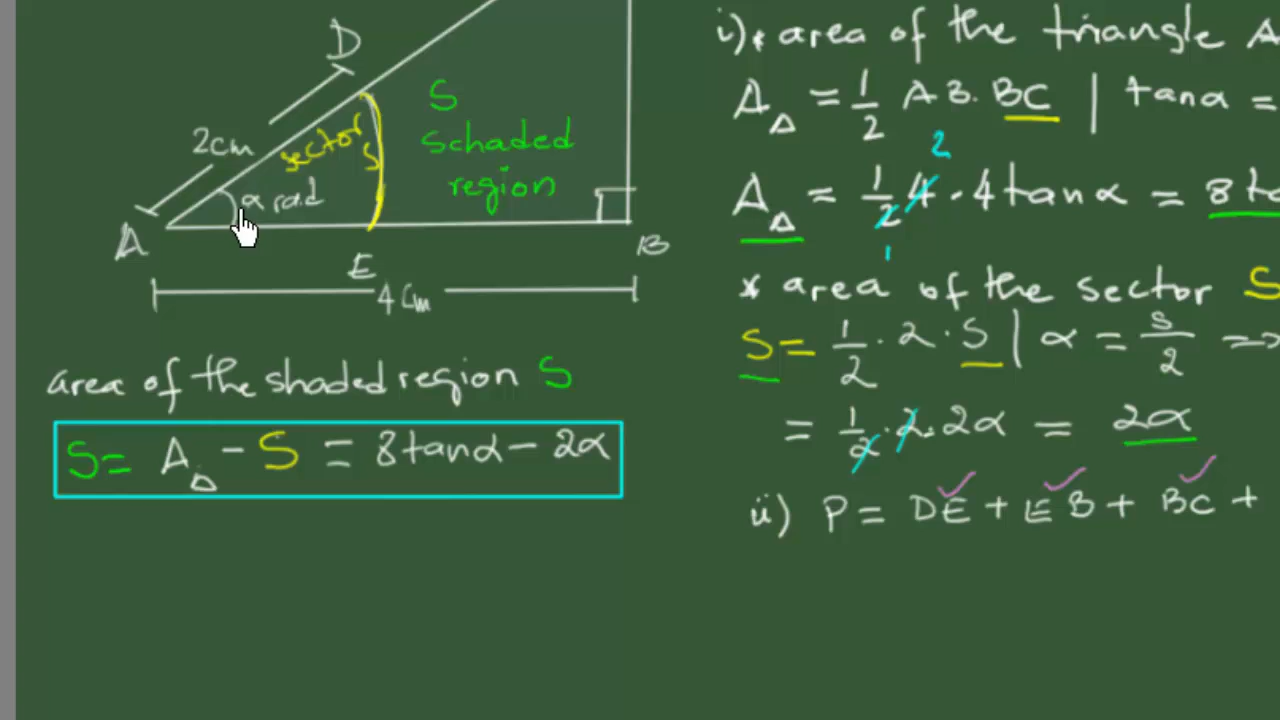 D
2cm
sector
S
α rad
S
schaded
region
A
B
E
4cm
area of the shaded region S
S = A△ - S = 8tanα - 2α
i) • area of the triangle A
A△ = 1/2 AB. BC | tanα =
2
A△ = 1/2 4 · 4tanα = 8ta
1
* area of the sector S
S = 1/2 · 2 · S | α = s/2 =>
= 1/2 · 2 · 2α = 2α
ii) P = DE + EB + BC +